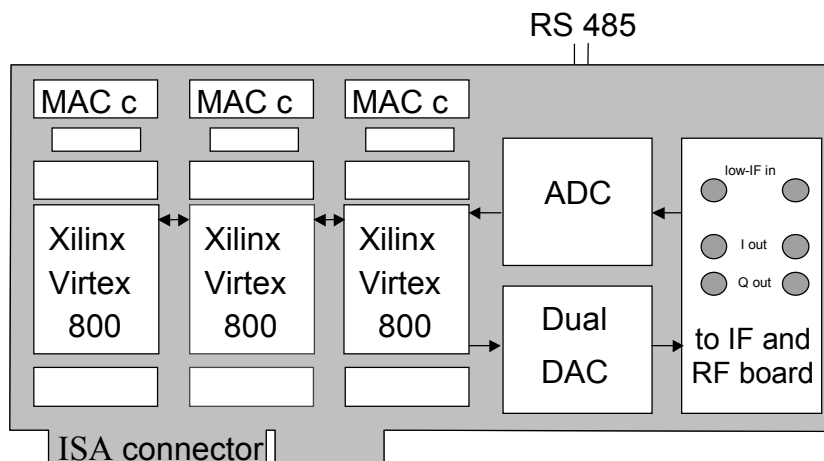 RS 485
MAC c
MAC c
MAC c
Xilinx
Virtex
800
Xilinx
Virtex
800
Xilinx
Virtex
800
ADC
Dual
DAC
low-IF in
I out
Q out
to IF and
RF board
ISA connector